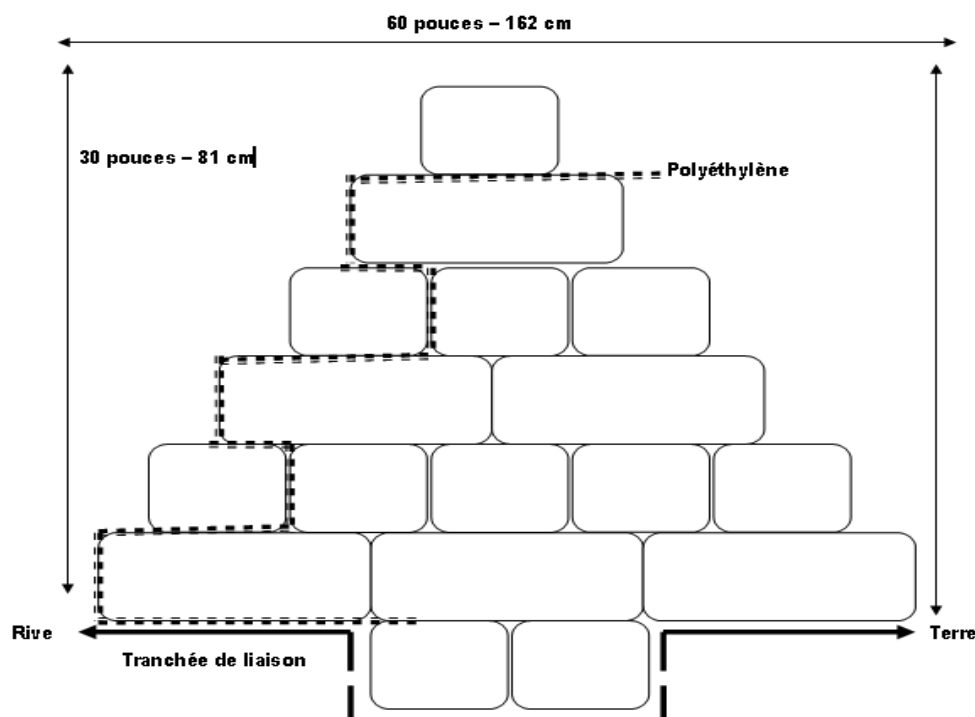 60 pouces – 162 cm
30 pouces – 81 cm
Polyéthylène
Rive
Terre
Tranchée de liaison